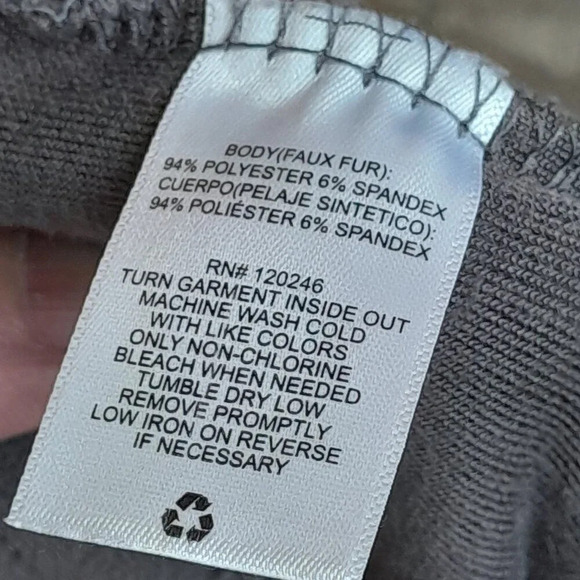 BODY(FAUX FUR):
94% POLYESTER 6% SPANDEX
CUERPO(PELAJE SINTETICO):
94% POLIÉSTER 6% SPANDEX
RN# 120246
TURN GARMENT INSIDE OUT
MACHINE WASH COLD
WITH LIKE COLORS
ONLY NON-CHLORINE
BLEACH WHEN NEEDED
TUMBLE DRY LOW
REMOVE PROMPTLY
LOW IRON ON REVERSE
IF NECESSARY